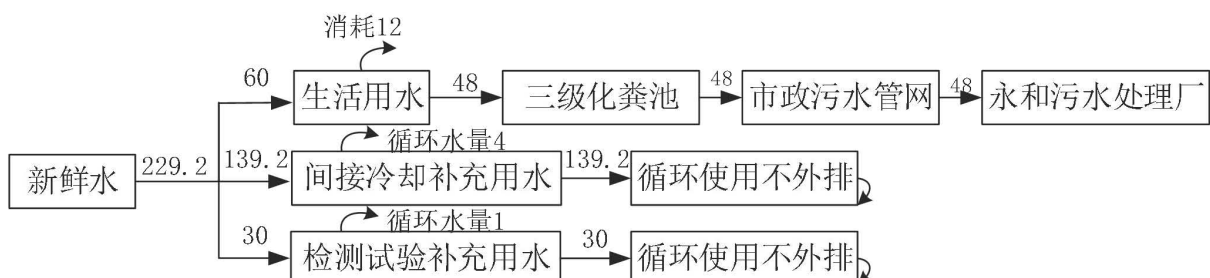 消耗12
60 生活用水 48 三级化粪池 48 市政污水管网 48 永和污水处理厂
循环水量4
新鲜水 229.2 139.2 间接冷却补充用水 139.2 循环使用不外排
循环水量1
30 检测试验补充用水 30 循环使用不外排